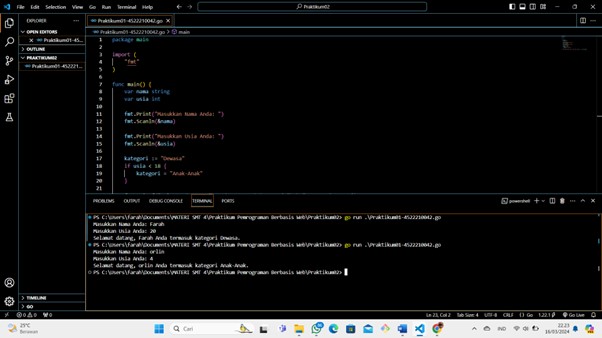 File Edit Selection View Go Run Terminal Help
Praktikum02
EXPLORER
OPEN EDITORS
Praktikum01-45...
OUTLINE
PRAKTIKUM02
Praktikum01-452221...
TIMELINE
GO
Praktikum01-4522210042.go
Praktikum01-4522210042.go > main
1 package main
2
3 import (
4 "fmt"
5 )
6
7 func main() {
8 var nama string
9 var usia int
10
11 fmt.Print("Masukkan Nama Anda: ")
12 fmt.Scanln(&nama)
13
14 fmt.Print("Masukkan Usia Anda: ")
15 fmt.Scanln(&usia)
16
17 kategori := "Dewasa"
18 if usia < 18 {
19 kategori = "Anak-Anak"
20 }
21
PROBLEMS OUTPUT DEBUG CONSOLE TERMINAL PORTS
powershell
PS C:\Users\farah\Documents\MATERI SMT 4\Praktikum Pemrograman Berbasis Web\Praktikum02> go run .\Praktikum01-4522210042.go
Masukkan Nama Anda: Farah
Masukkan Usia Anda: 20
Selamat datang, Farah Anda termasuk kategori Dewasa.
PS C:\Users\farah\Documents\MATERI SMT 4\Praktikum Pemrograman Berbasis Web\Praktikum02> go run .\Praktikum01-4522210042.go
Masukkan Nama Anda: orlin
Masukkan Usia Anda: 4
Selamat datang, orlin Anda termasuk kategori Anak-Anak.
PS C:\Users\farah\Documents\MATERI SMT 4\Praktikum Pemrograman Berbasis Web\Praktikum02>
0 0 0 Ln 23, Col 2 Tab Size: 4 UTF-8 CRLF Go 1.22.1 Go Live
25°C
Berawan
Cari
IND
22.23
16/03/2024